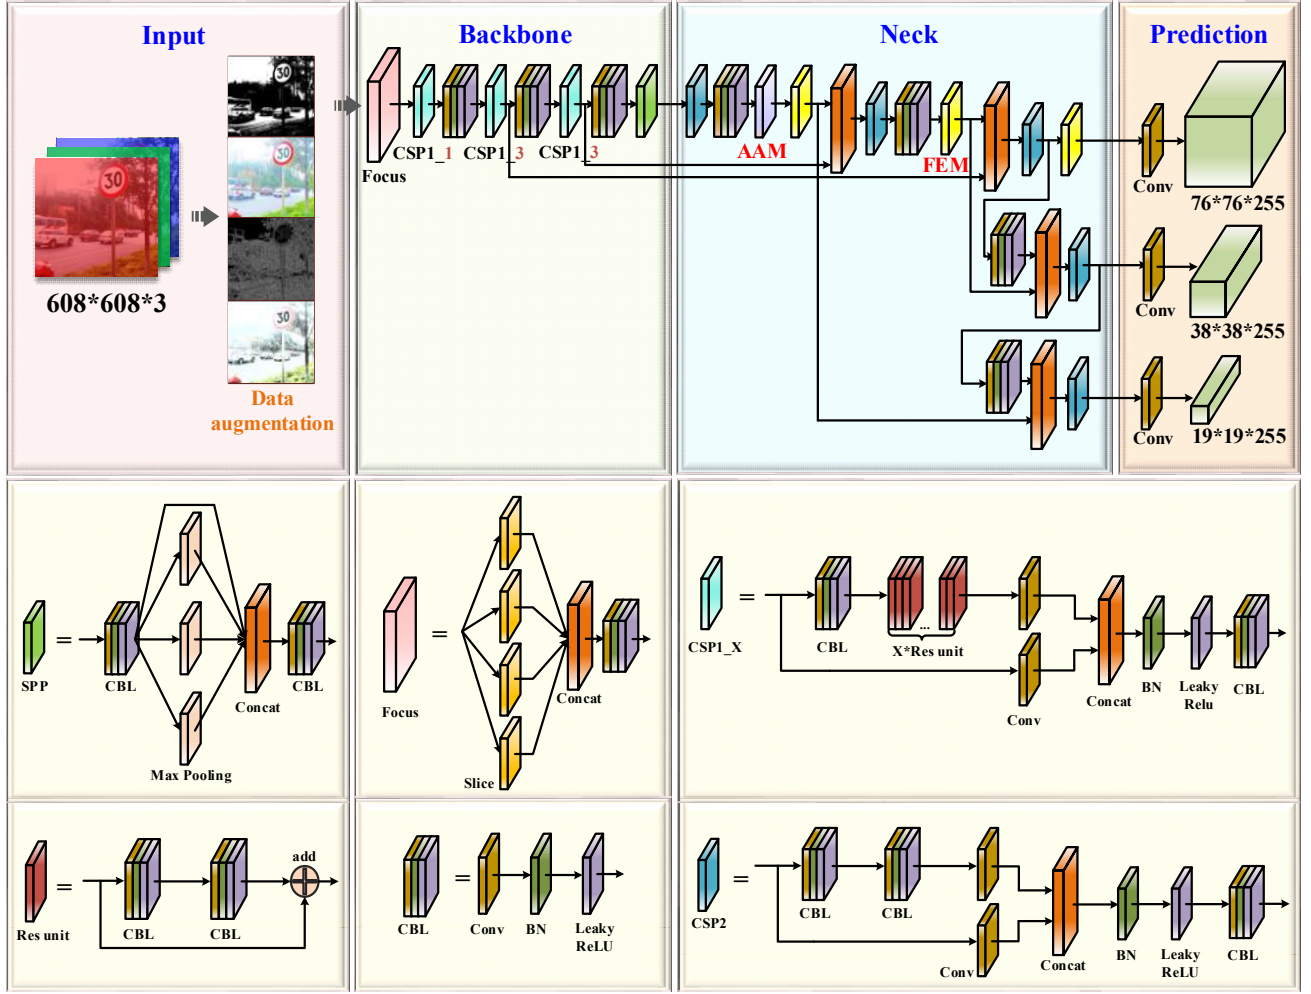 Input
30
30
30
30
608*608*3
Data
augmentation
Backbone
Focus
CSP1_1
CSP1_3
CSP1_3
Neck
AAM
FEM
Prediction
Conv
76*76*255
Conv
38*38*255
Conv
19*19*255
SPP
=
CBL
Max Pooling
Concat
CBL
Focus
=
Slice
Concat
CSP1_X
=
CBL
...
X*Res unit
Conv
Concat
BN
Leaky
Relu
CBL
Res unit
=
CBL
CBL
add
CBL
=
Conv
BN
Leaky
ReLU
CSP2
=
CBL
CBL
Conv
Concat
BN
Leaky
ReLU
CBL